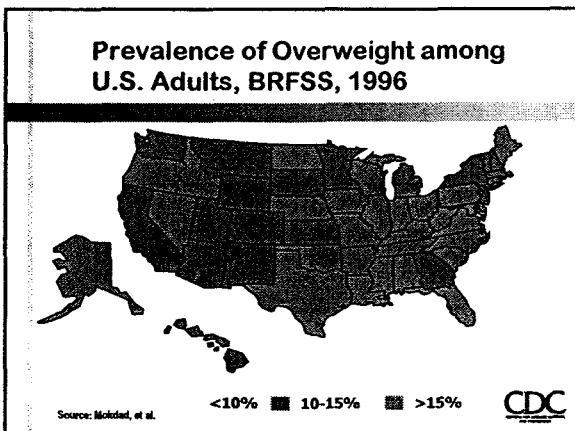 Prevalence of Overweight among
U.S. Adults, BRFSS, 1996
<10% 10-15% >15%
Source: Mokdad, et al.
CDC